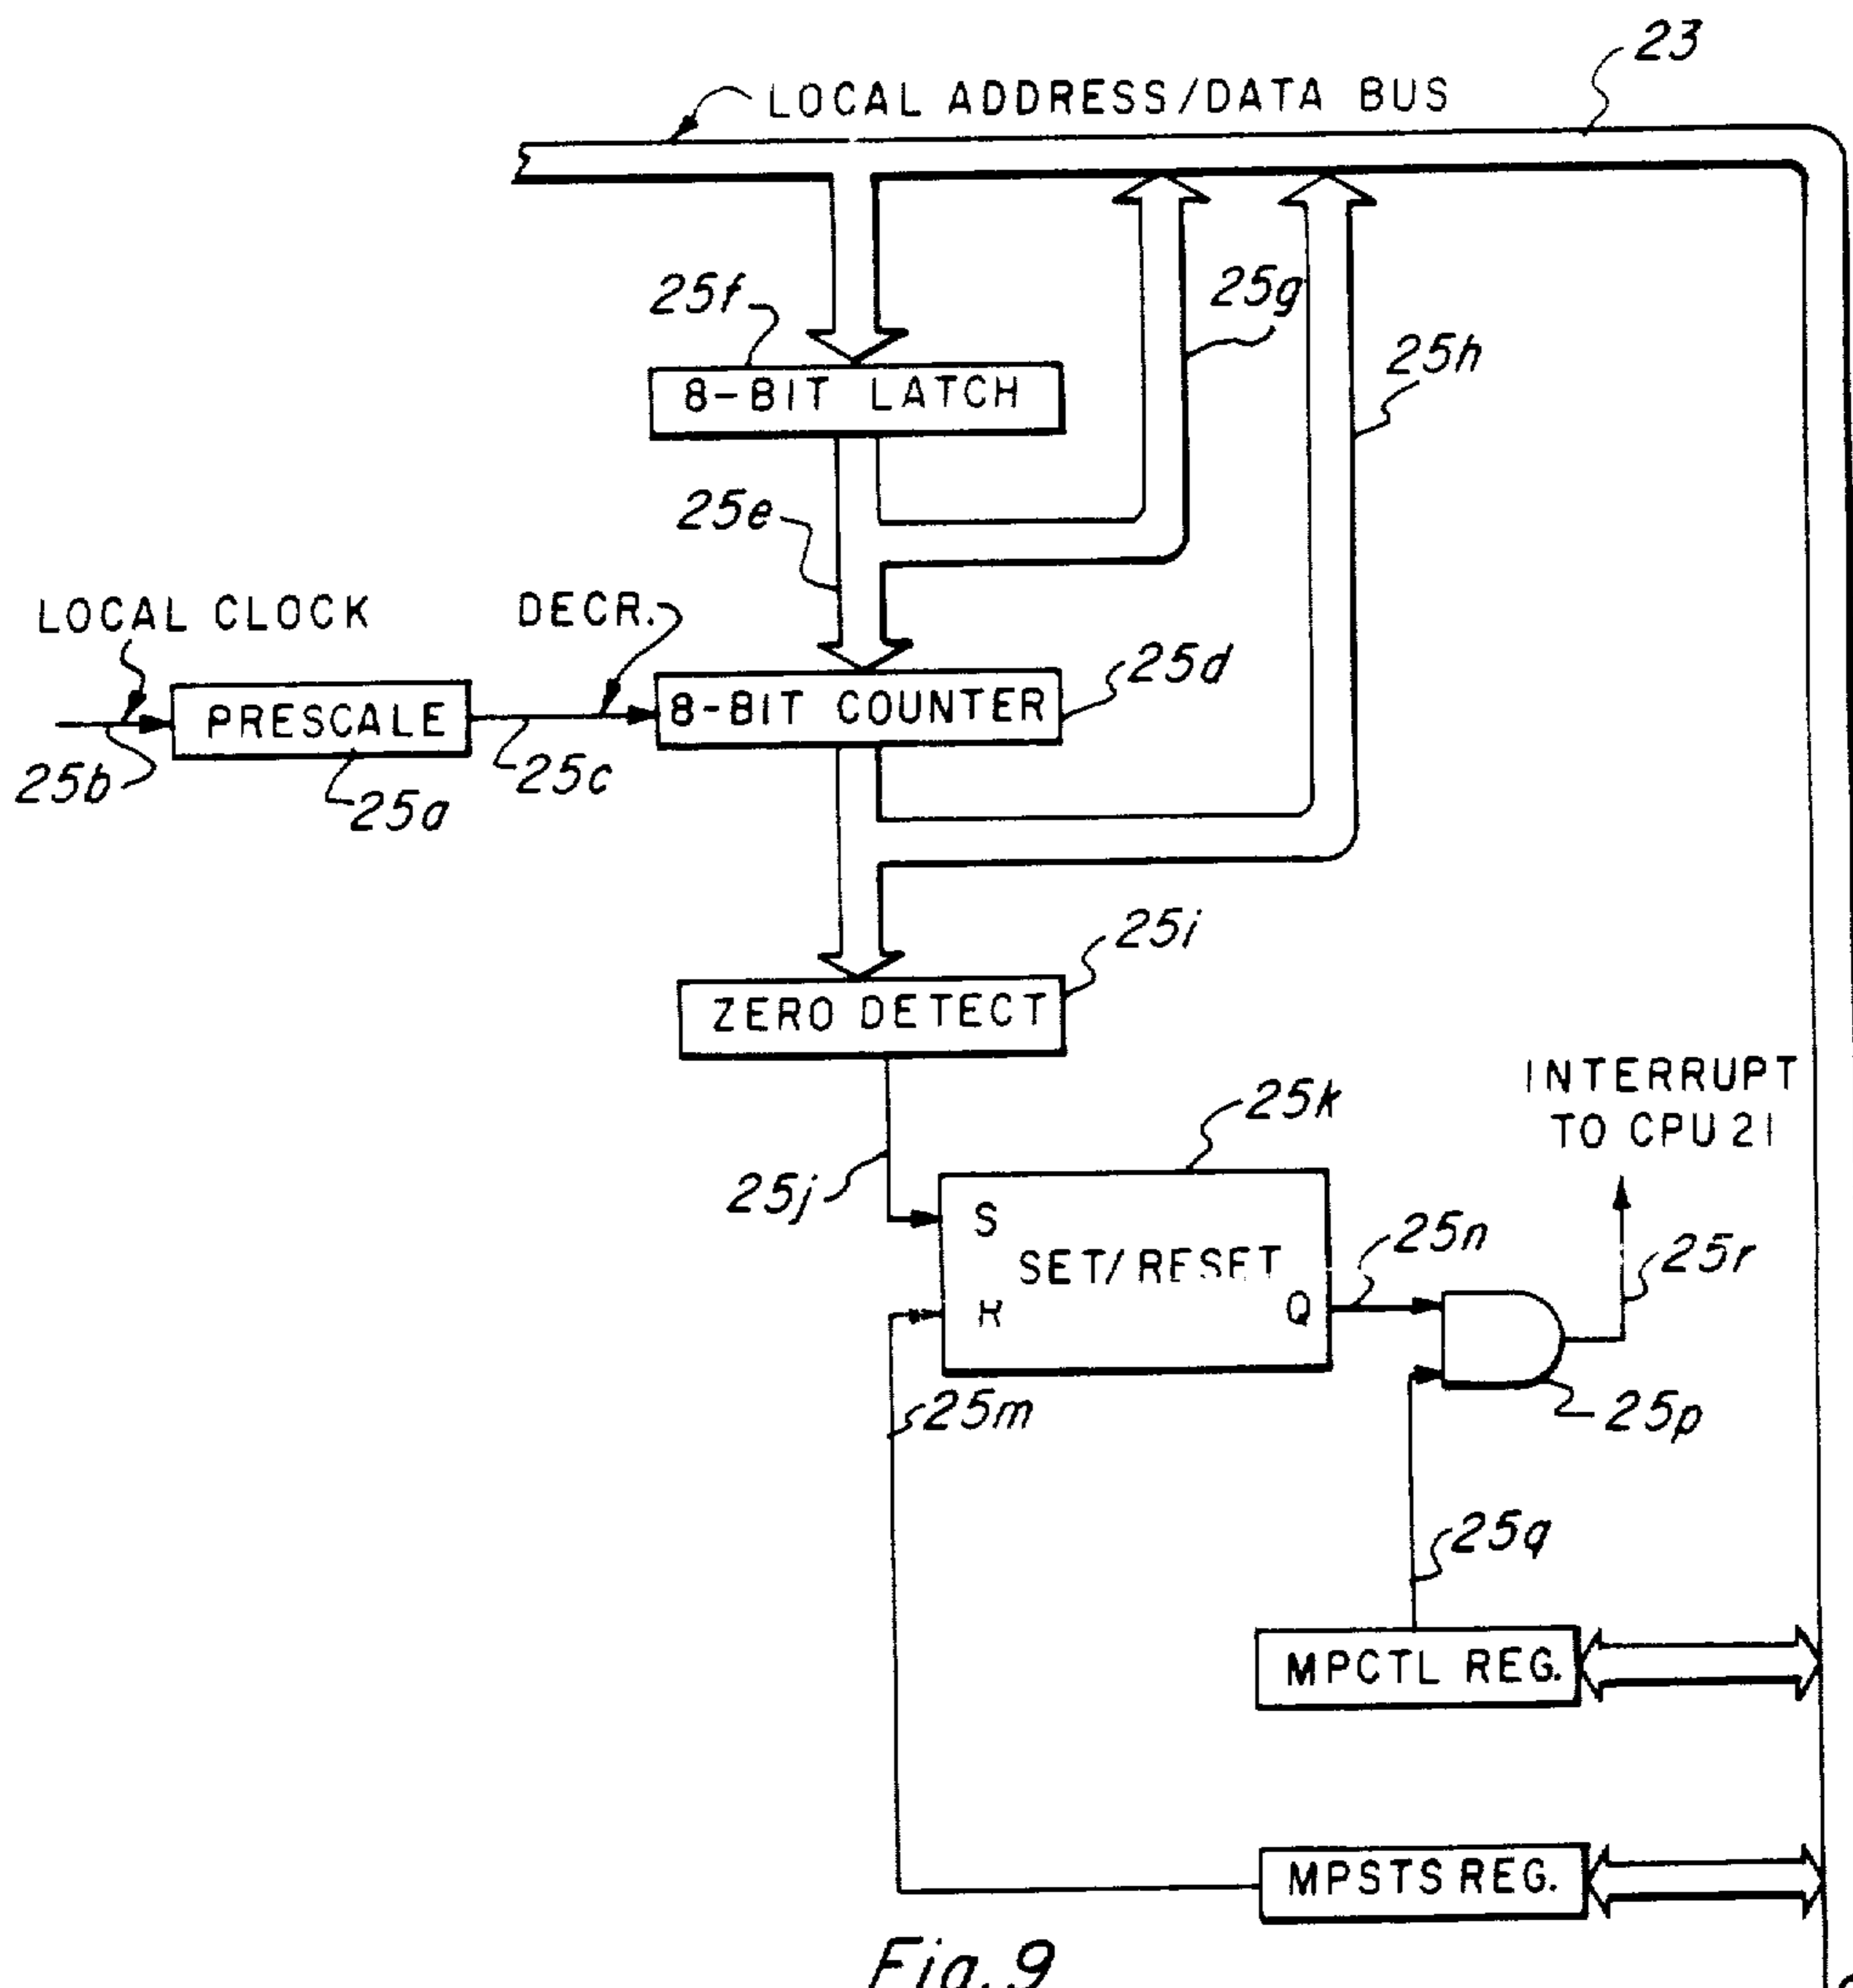 23
LOCAL ADDRESS/DATA BUS
25f
25g
25h
8-BIT LATCH
25e
LOCAL CLOCK
DECR.
25d
8-BIT COUNTER
PRESCALE
25b
25a
25c
25i
ZERO DETECT
INTERRUPT
TO CPU 21
25k
25j
S
SET/RESET
R
Q
25n
25r
25m
25p
25q
MPCTL REG.
MPSTS REG.
Fig. 9